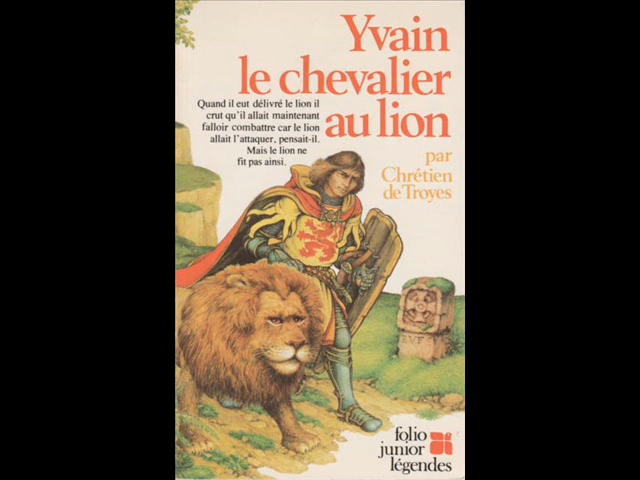 Yvain
le chevalier
au lion
Quand il eut délivré le lion il
crut qu'il allait maintenant
falloir combattre car le lion
allait l'attaquer, pensait-il.
Mais le lion ne
fit pas ainsi.
par
Chrétien
de Troyes
folio
junior
légendes